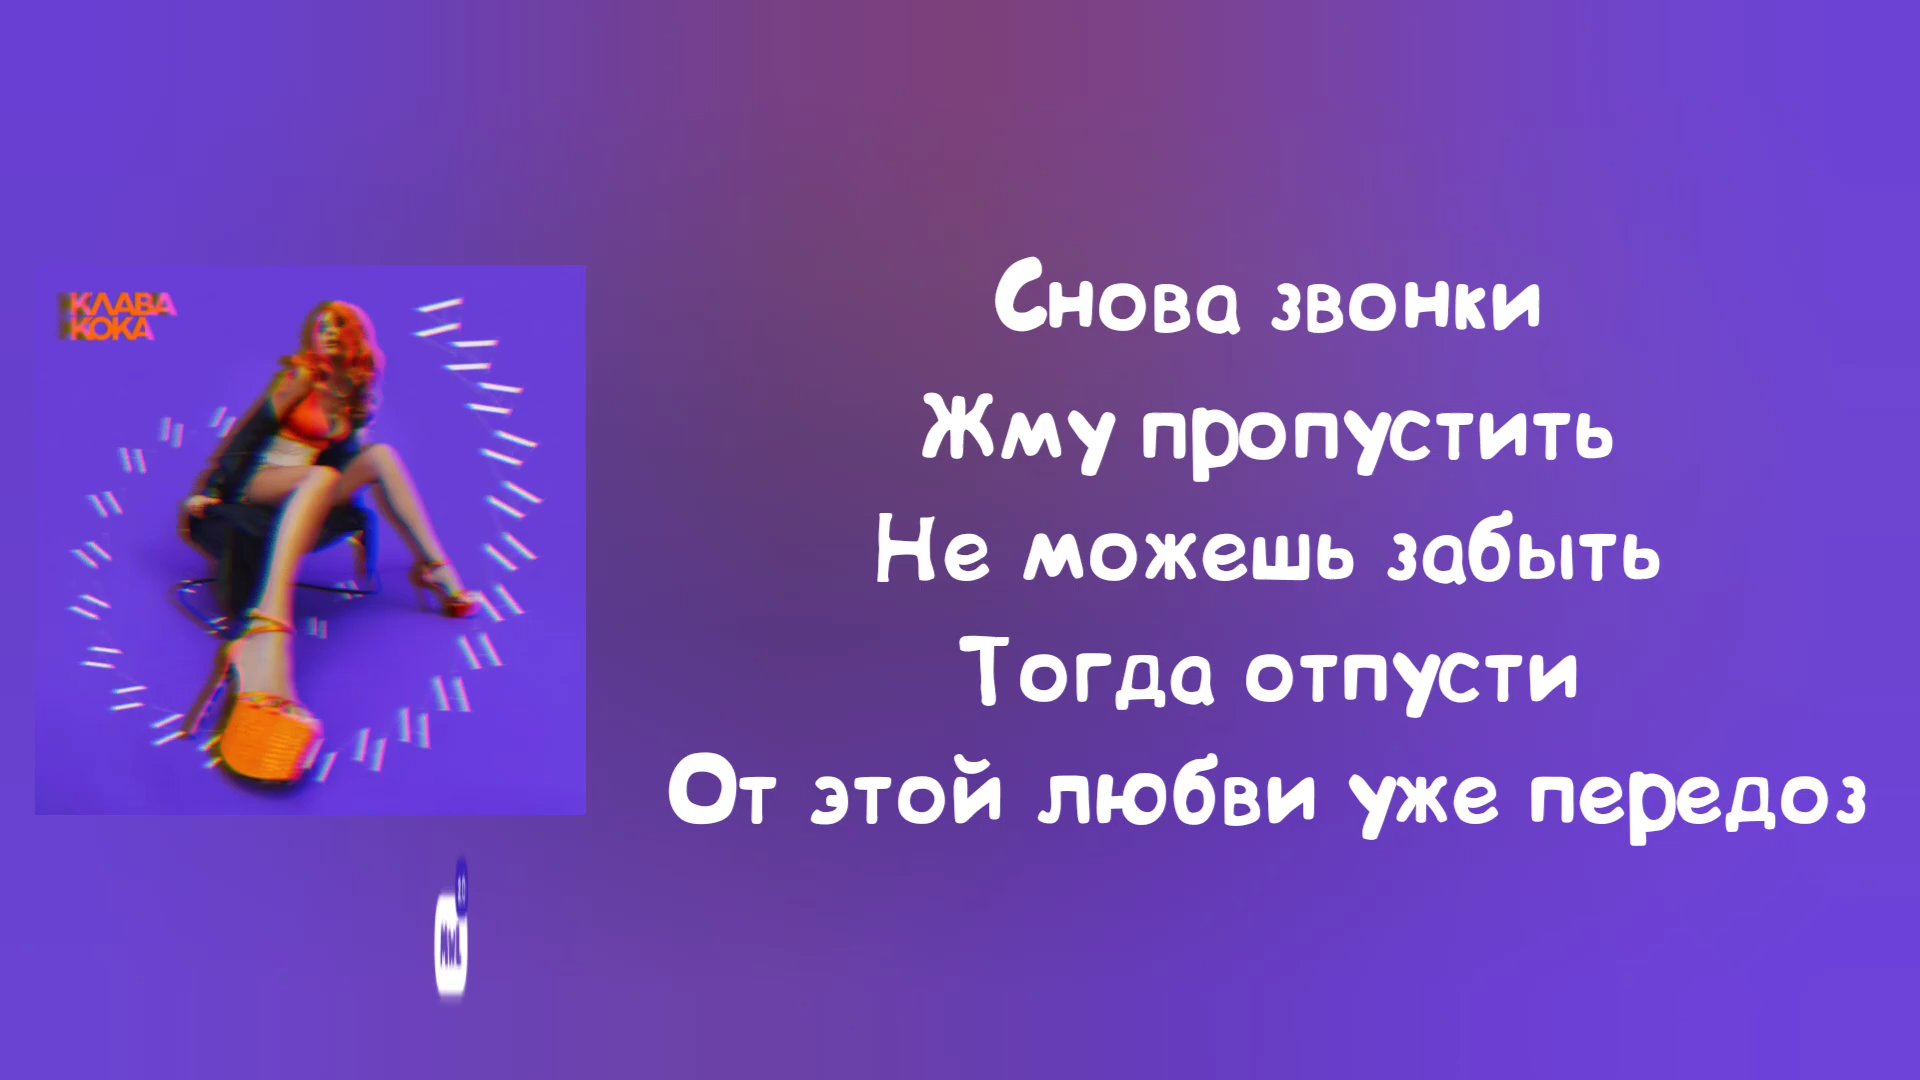 КЛАВА
КОКА
Снова звонки
Жму пропустить
Не можешь забыть
Тогда отпусти
От этой любви уже передоз